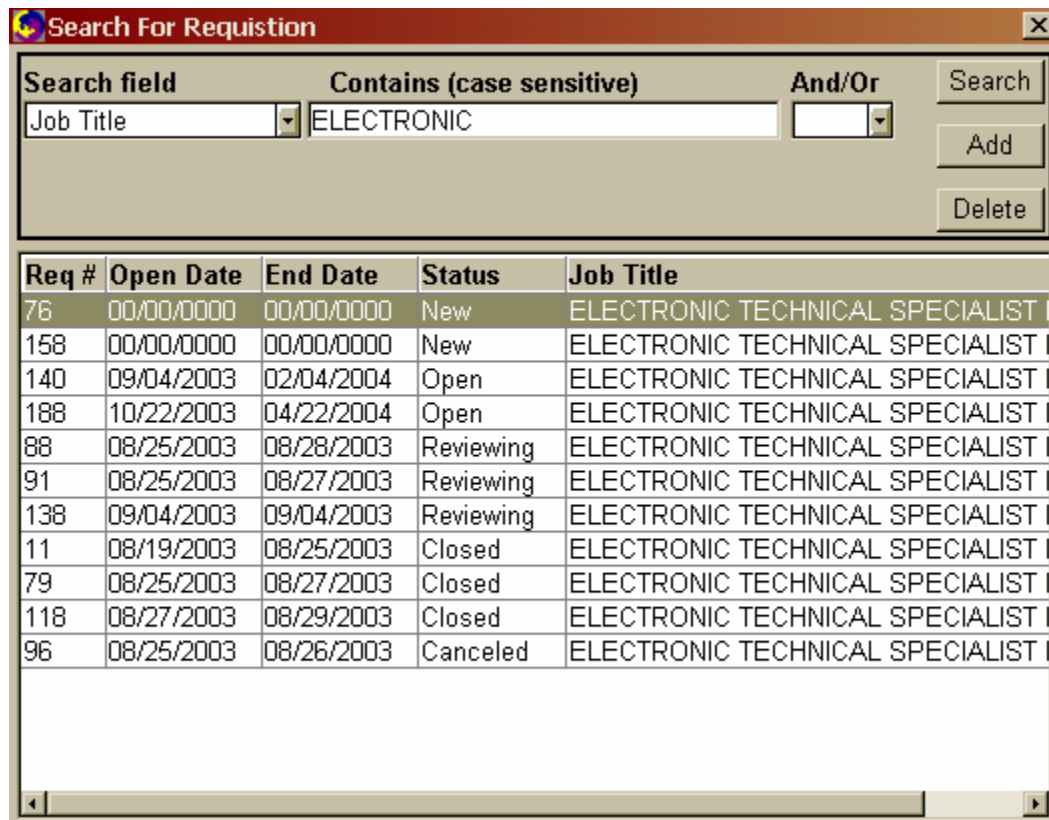 Search For Requistion
Search field Contains (case sensitive) And/Or Search
Job Title ELECTRONIC
Add
Delete
Req # Open Date End Date Status Job Title
76 00/00/0000 00/00/0000 New ELECTRONIC TECHNICAL SPECIALIST
158 00/00/0000 00/00/0000 New ELECTRONIC TECHNICAL SPECIALIST
140 09/04/2003 02/04/2004 Open ELECTRONIC TECHNICAL SPECIALIST
188 10/22/2003 04/22/2004 Open ELECTRONIC TECHNICAL SPECIALIST
88 08/25/2003 08/28/2003 Reviewing ELECTRONIC TECHNICAL SPECIALIST
91 08/25/2003 08/27/2003 Reviewing ELECTRONIC TECHNICAL SPECIALIST
138 09/04/2003 09/04/2003 Reviewing ELECTRONIC TECHNICAL SPECIALIST
11 08/19/2003 08/25/2003 Closed ELECTRONIC TECHNICAL SPECIALIST
79 08/25/2003 08/27/2003 Closed ELECTRONIC TECHNICAL SPECIALIST
118 08/27/2003 08/29/2003 Closed ELECTRONIC TECHNICAL SPECIALIST
96 08/25/2003 08/26/2003 Canceled ELECTRONIC TECHNICAL SPECIALIST